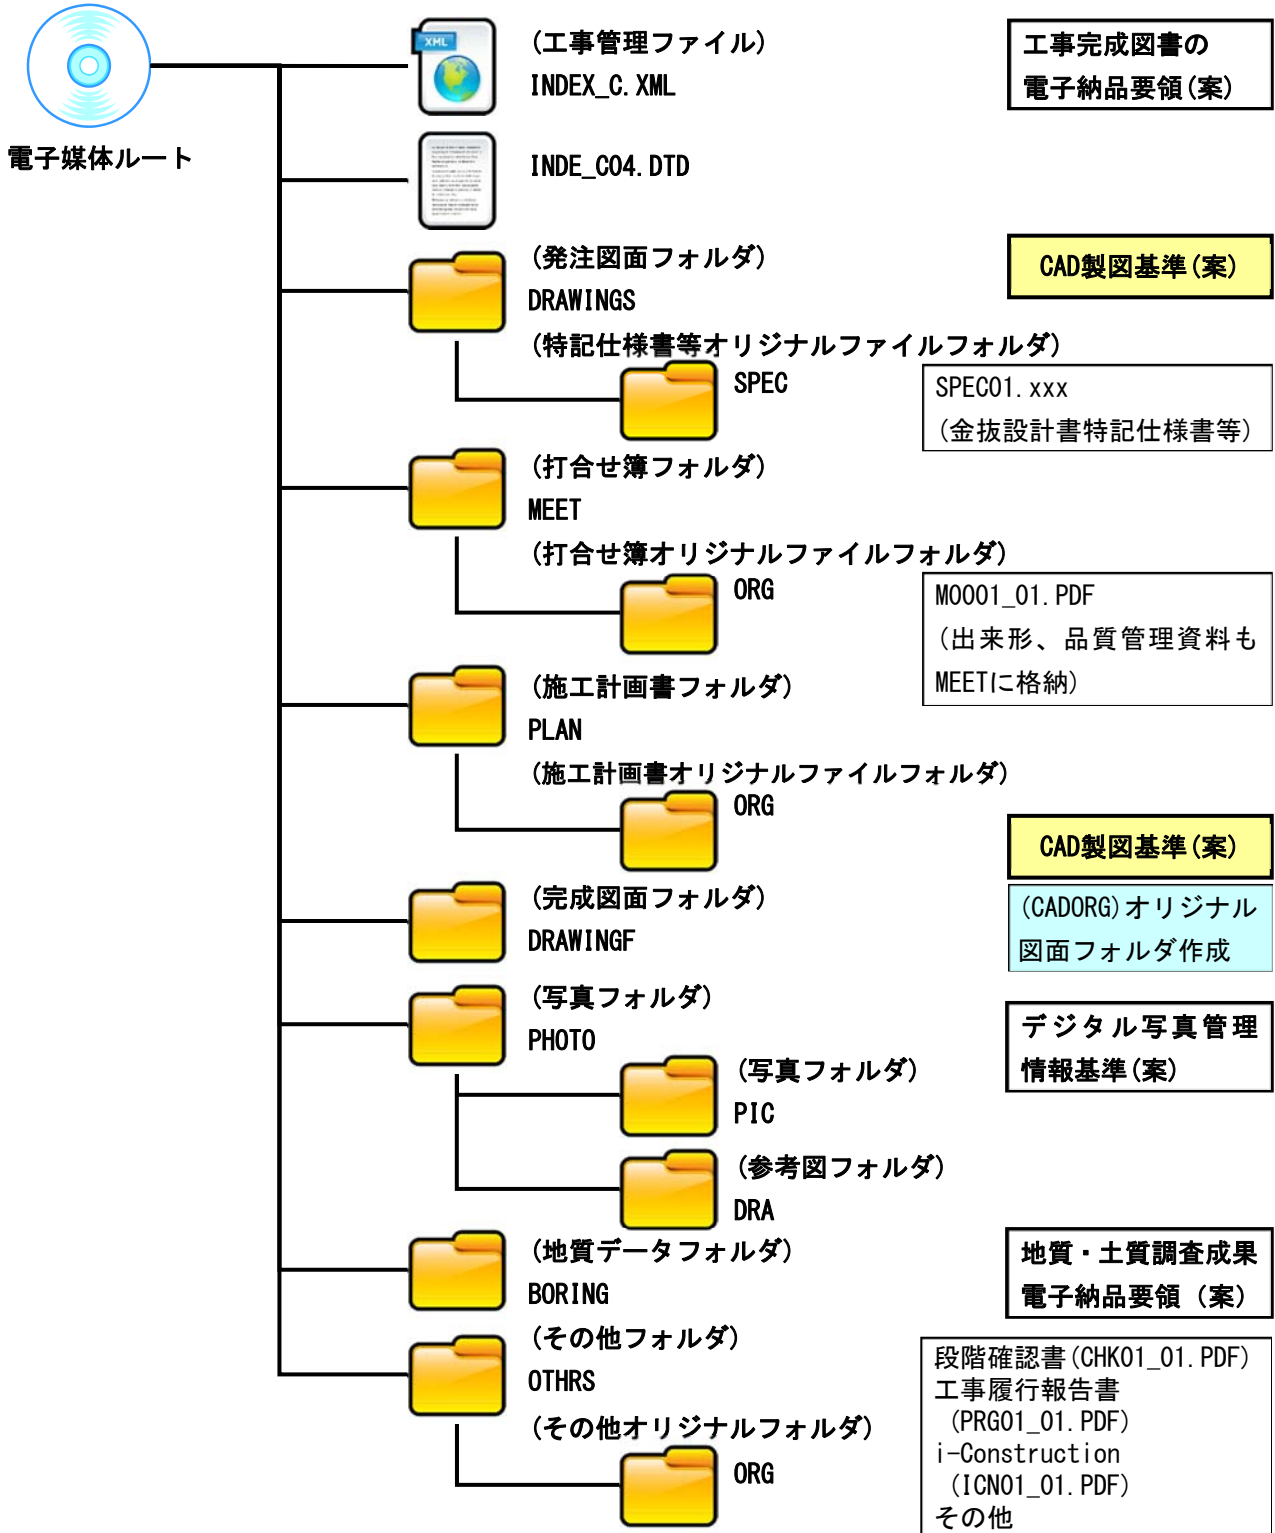 電子媒体ルート
XML
(工事管理ファイル)
INDEX_C.XML
工事完成図書の
電子納品要領(案)
INDE_C04.DTD
(発注図面フォルダ)
DRAWINGS
CAD製図基準(案)
(特記仕様書等オリジナルファイルフォルダ)
SPEC
SPEC01.xxx
(金抜設計書特記仕様書等)
(打合せ簿フォルダ)
MEET
(打合せ簿オリジナルファイルフォルダ)
ORG
M0001_01.PDF
(出来形、品質管理資料も
MEETに格納)
(施工計画書フォルダ)
PLAN
(施工計画書オリジナルファイルフォルダ)
ORG
CAD製図基準(案)
(完成図面フォルダ)
DRAWINGF
(CADORG)オリジナル
図面フォルダ作成
(写真フォルダ)
PHOTO
デジタル写真管理
情報基準(案)
(写真フォルダ)
PIC
(参考図フォルダ)
DRA
(地質データフォルダ)
BORING
地質・土質調査成果
電子納品要領（案）
(その他フォルダ)
OTHRS
(その他オリジナルフォルダ)
ORG
段階確認書(CHK01_01.PDF)
工事履行報告書
(PRG01_01.PDF)
i-Construction
(ICN01_01.PDF)
その他